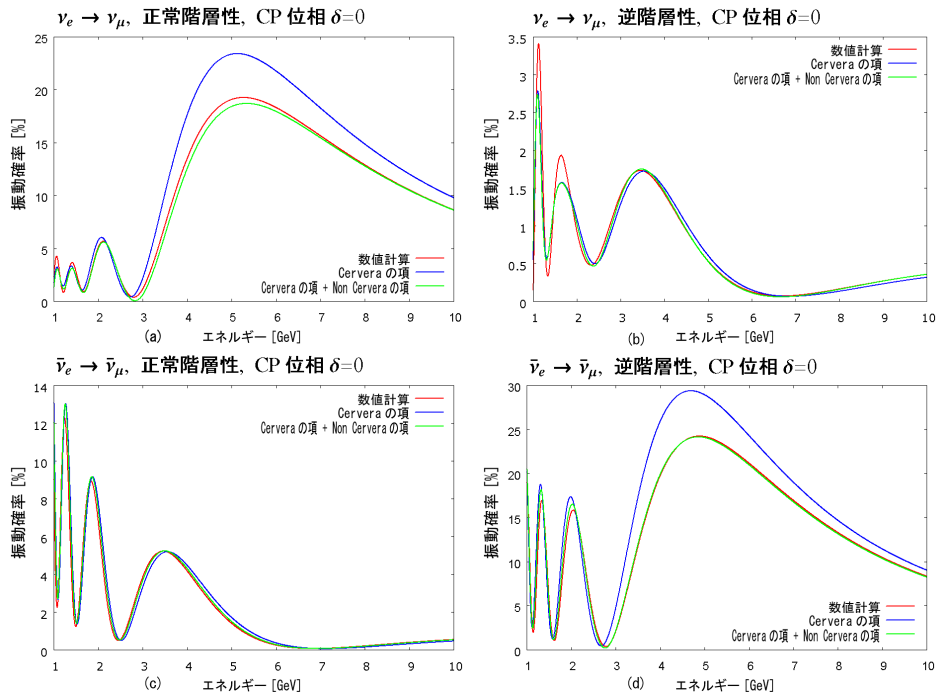 ν_e → ν_μ, 正常階層性, CP 位相 δ=0
25
20
15
10
5
0
振動確率 [%]
数値計算
Cervera の項
Cervera の項 + Non Cervera の項
1 2 3 4 5 6 7 8 9 10
(a) エネルギー [GeV]
ν_e → ν_μ, 逆階層性, CP 位相 δ=0
3.5
3
2.5
2
1.5
1
0.5
0
振動確率 [%]
数値計算
Cervera の項
Cervera の項 + Non Cervera の項
1 2 3 4 5 6 7 8 9 10
(b) エネルギー [GeV]
ν̄_e → ν̄_μ, 正常階層性, CP 位相 δ=0
14
12
10
8
6
4
2
0
振動確率 [%]
数値計算
Cervera の項
Cervera の項 + Non Cervera の項
1 2 3 4 5 6 7 8 9 10
(c) エネルギー [GeV]
ν̄_e → ν̄_μ, 逆階層性, CP 位相 δ=0
30
25
20
15
10
5
0
振動確率 [%]
数値計算
Cervera の項
Cervera の項 + Non Cervera の項
1 2 3 4 5 6 7 8 9 10
(d) エネルギー [GeV]